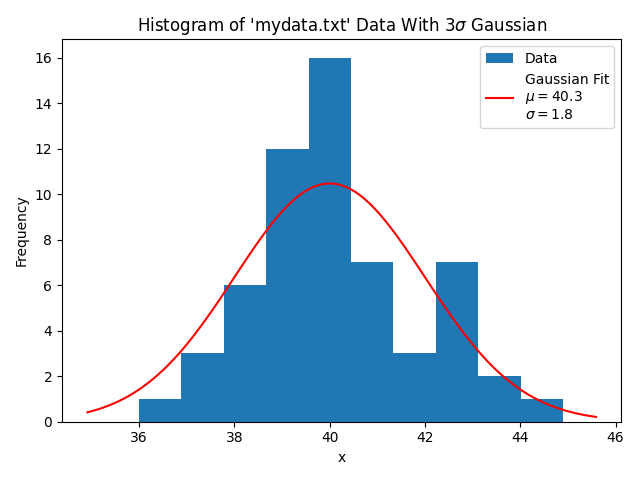 Histogram of 'mydata.txt' Data With 3σ Gaussian
Data
Gaussian Fit
μ = 40.3
σ = 1.8
Frequency
16
14
12
10
8
6
4
2
0
36 38 40 42 44 46
x